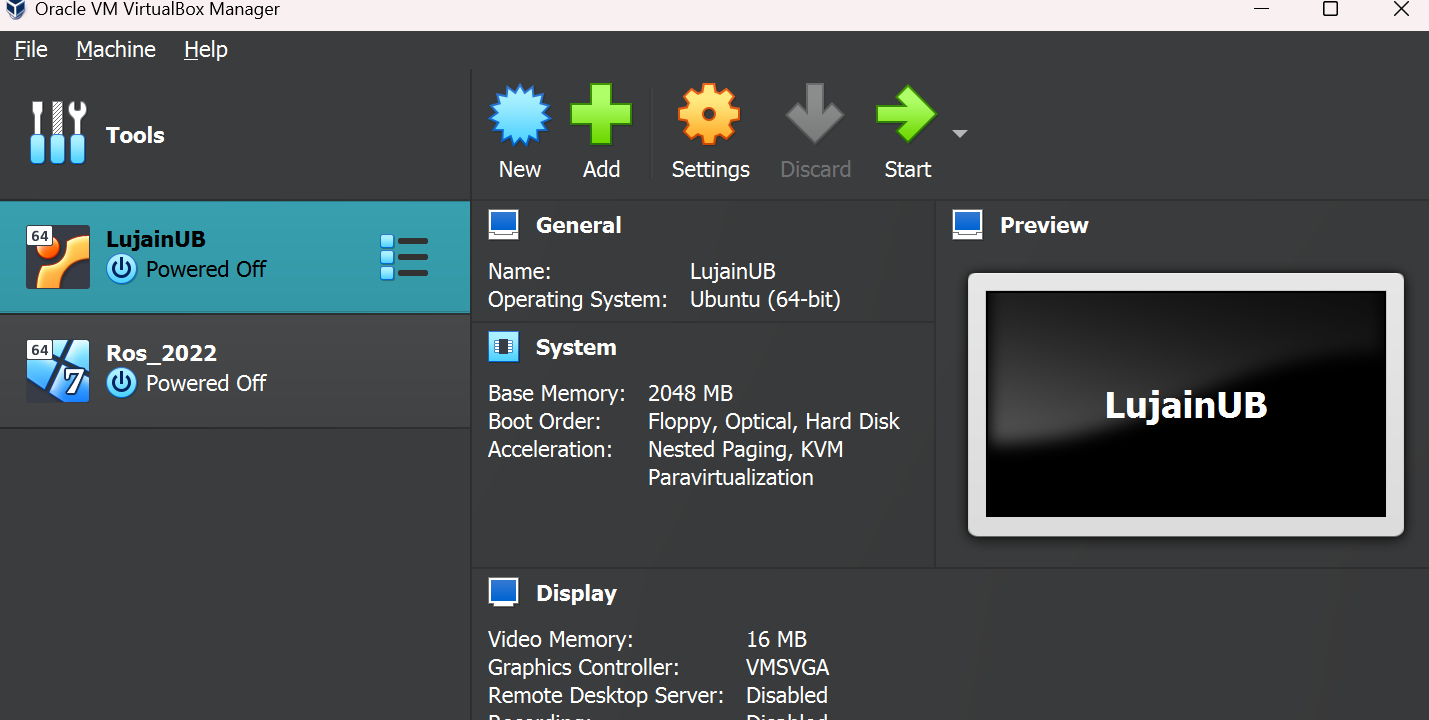 Oracle VM VirtualBox Manager
File Machine Help
Tools
New Add Settings Discard Start
64 LujainUB
Powered Off
64 7 Ros_2022
Powered Off
General
Name: LujainUB
Operating System: Ubuntu (64-bit)
System
Base Memory: 2048 MB
Boot Order: Floppy, Optical, Hard Disk
Acceleration: Nested Paging, KVM
Paravirtualization
Preview
LujainUB
Display
Video Memory: 16 MB
Graphics Controller: VMSVGA
Remote Desktop Server: Disabled
Recording: Disabled